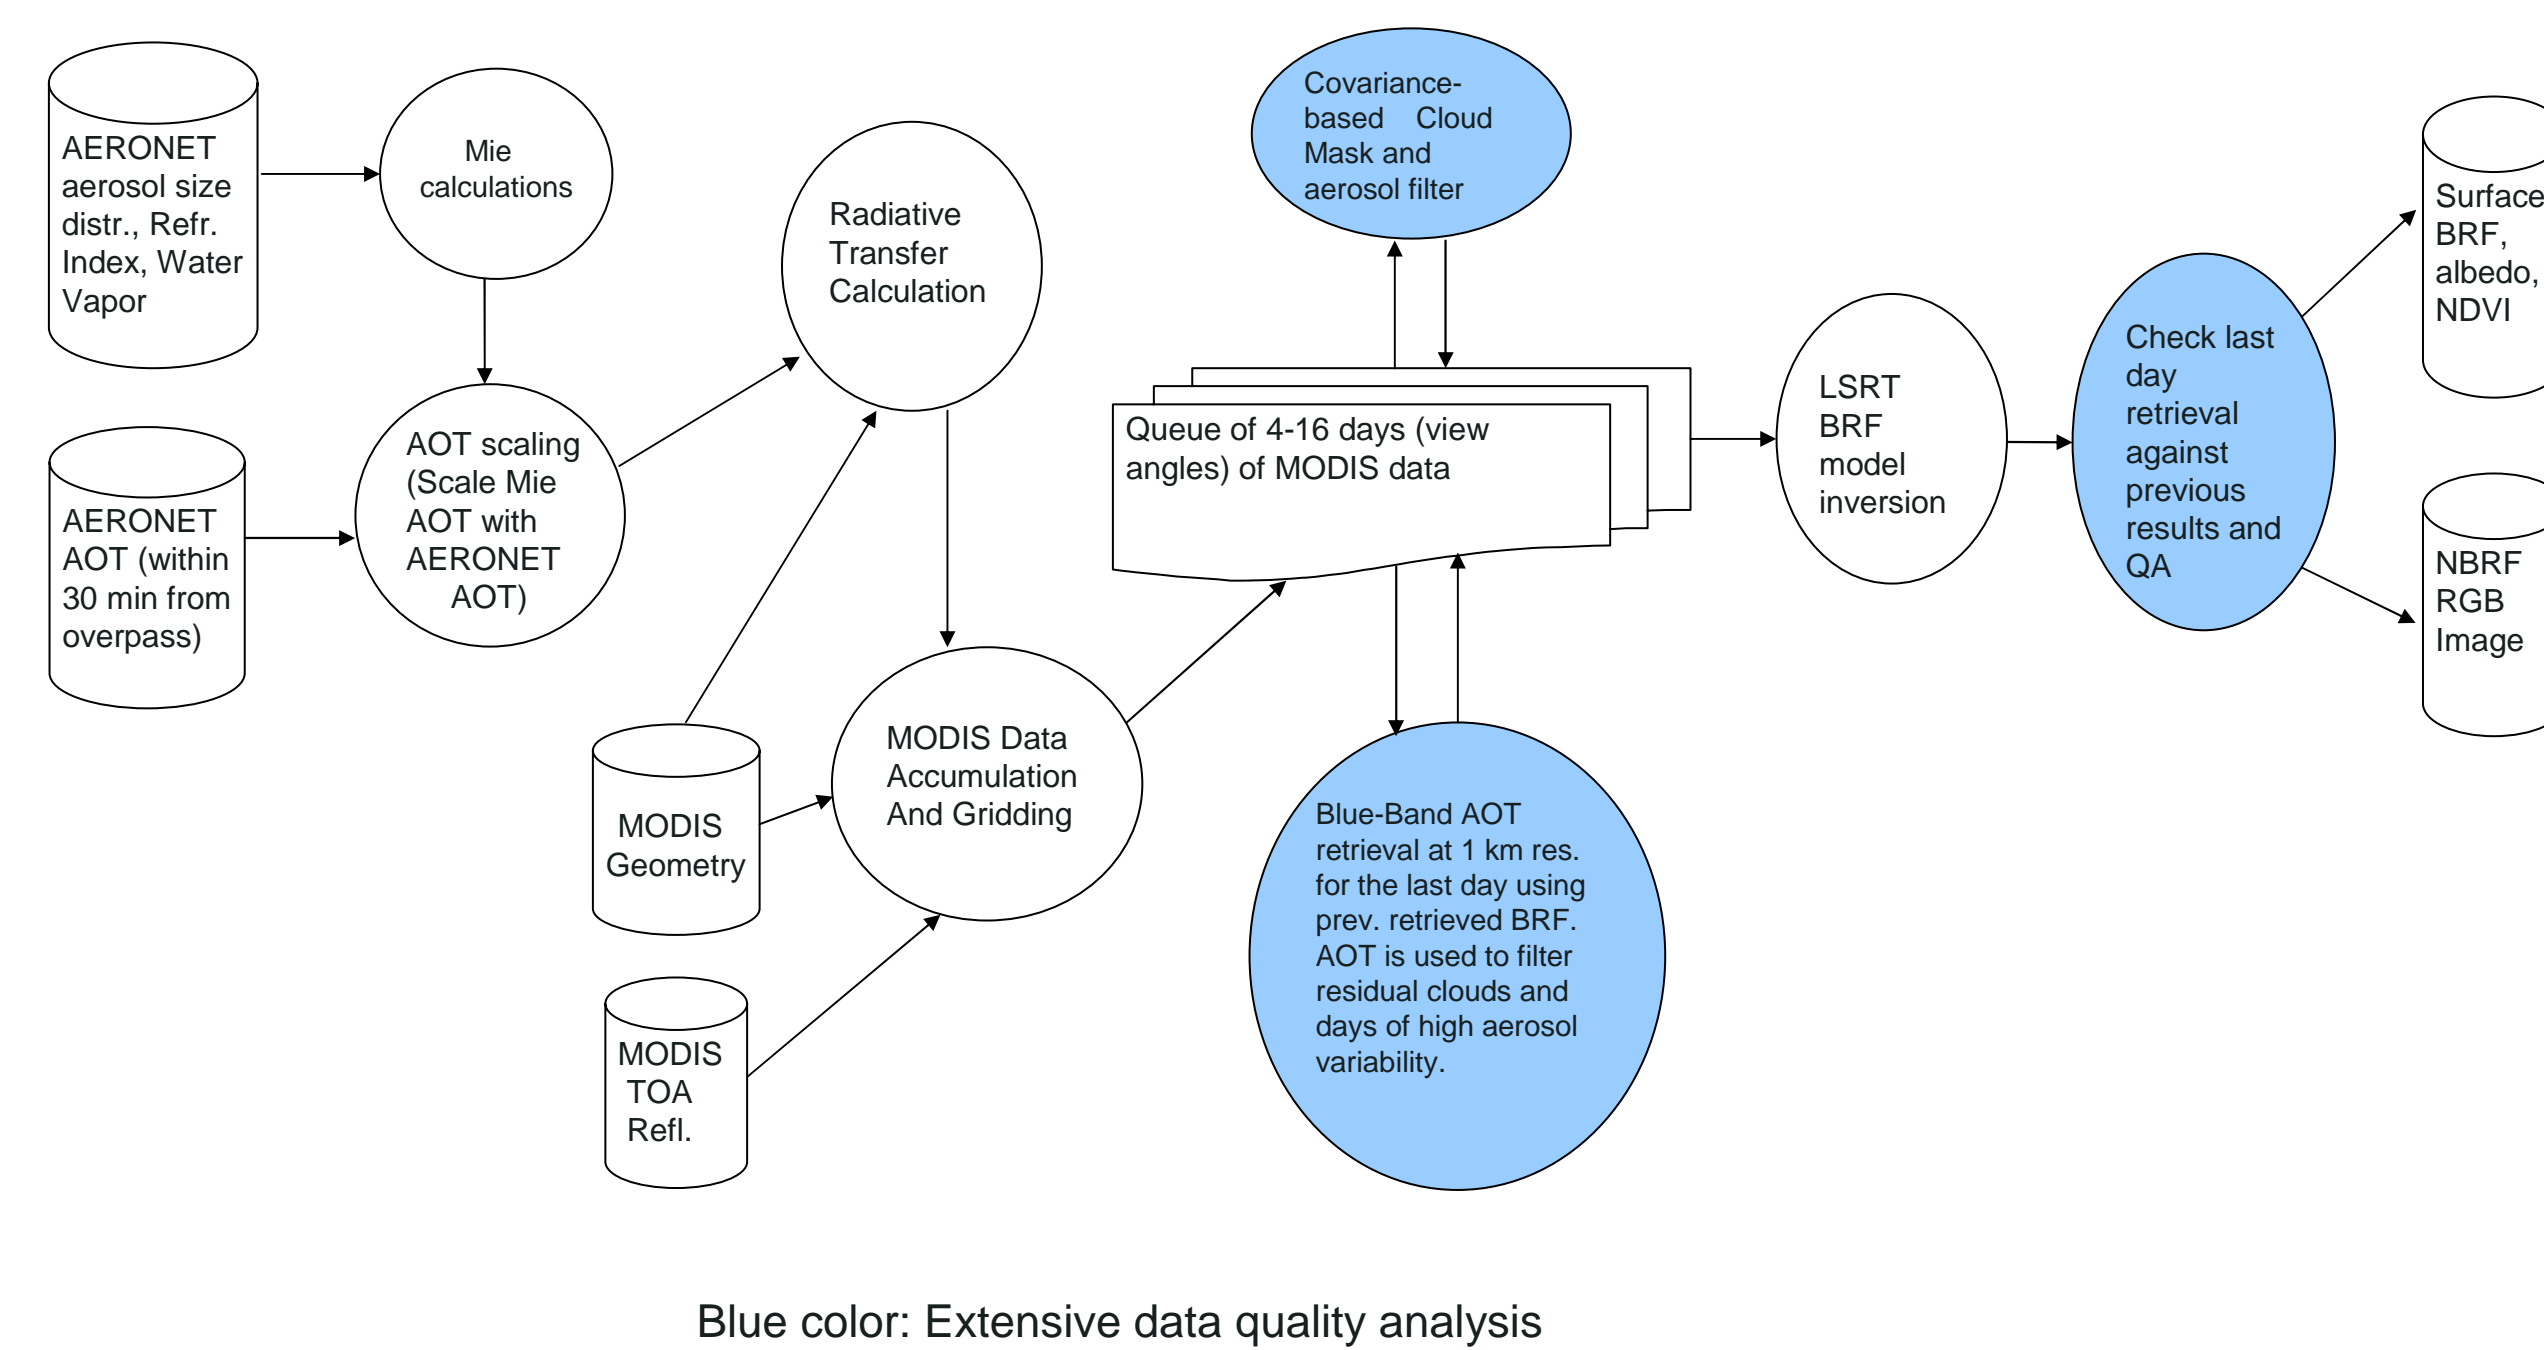 AERONET
aerosol size
distr., Refr.
Index, Water
Vapor
Mie
calculations
AERONET
AOT (within
30 min from
overpass)
AOT scaling
(Scale Mie
AOT with
AERONET
AOT)
Radiative
Transfer
Calculation
MODIS
Geometry
MODIS
TOA
Refl.
MODIS Data
Accumulation
And Gridding
Covariance-
based Cloud
Mask and
aerosol filter
Queue of 4-16 days (view
angles) of MODIS data
Blue-Band AOT
retrieval at 1 km res.
for the last day using
prev. retrieved BRF.
AOT is used to filter
residual clouds and
days of high aerosol
variability.
LSRT
BRF
model
inversion
Check last
day
retrieval
against
previous
results and
QA
Surface
BRF,
albedo,
NDVI
NBRF
RGB
Image
Blue color: Extensive data quality analysis